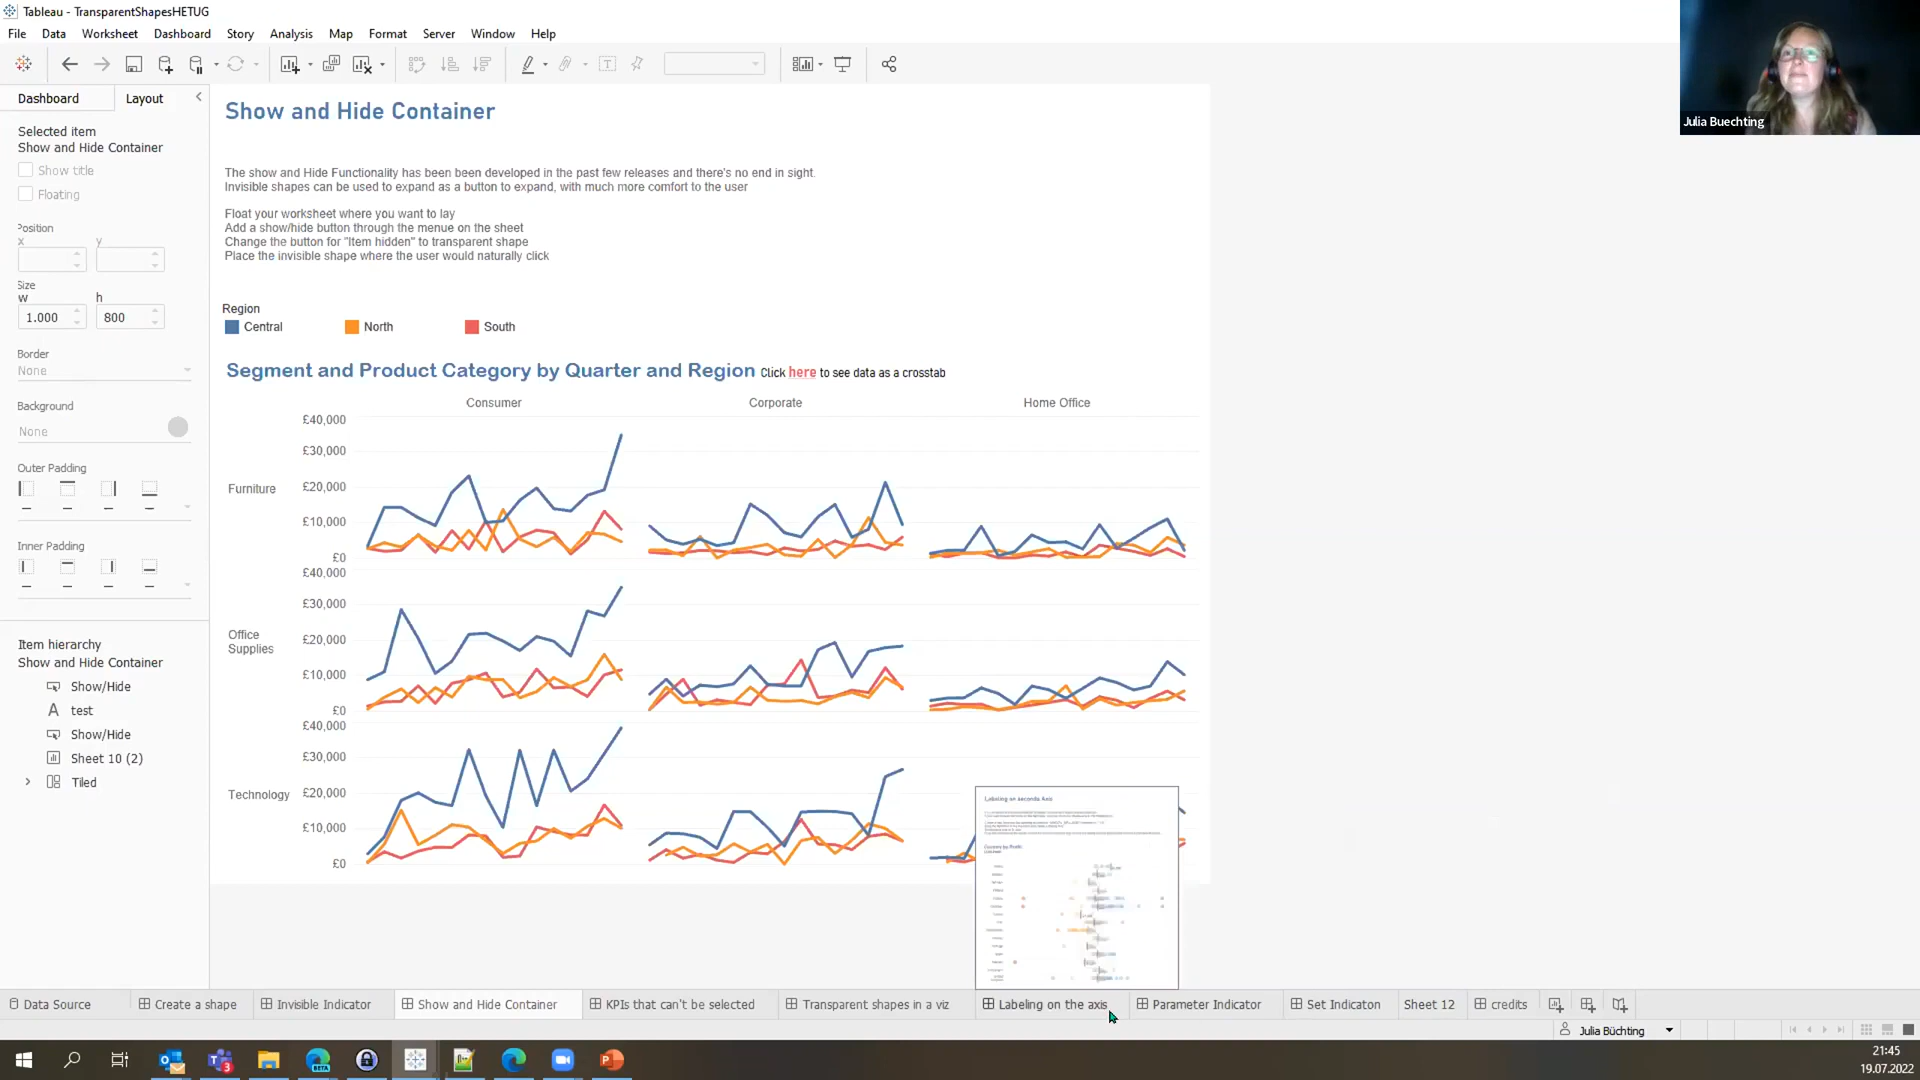 Tableau - TransparentShapesHETUG
File Data Worksheet Dashboard Story Analysis Map Format Server Window Help
Dashboard Layout
Selected item
Show and Hide Container
Show title
Floating
Position
x y
Size
w h
1.000 800
Border
None
Background
None
Outer Padding
Inner Padding
Item hierarchy
Show and Hide Container
Show/Hide
test
Show/Hide
Sheet 10 (2)
Tiled
Show and Hide Container
The show and Hide Functionality has been been developed in the past few releases and there's no end in sight.
Invisible shapes can be used to expand as a button to expand, with much more comfort to the user
Float your worksheet where you want to lay
Add a show/hide button through the menue on the sheet
Change the button for "Item hidden" to transparent shape
Place the invisible shape where the user would naturally click
Region
Central North South
Segment and Product Category by Quarter and Region Click here to see data as a crosstab
Consumer Corporate Home Office
Furniture
£40,000
£30,000
£20,000
£10,000
£0
Office
Supplies
£40,000
£30,000
£20,000
£10,000
£0
Technology
£40,000
£30,000
£20,000
£10,000
£0
Labeling on seconds Axis
Category by Profit
Julia Buechting
Data Source Create a shape Invisible Indicator Show and Hide Container KPIs that can't be selected Transparent shapes in a viz Labeling on the axis Parameter Indicator Set Indicaton Sheet 12 credits
Julia Büchting
BETA
3
21:45
19.07.2022